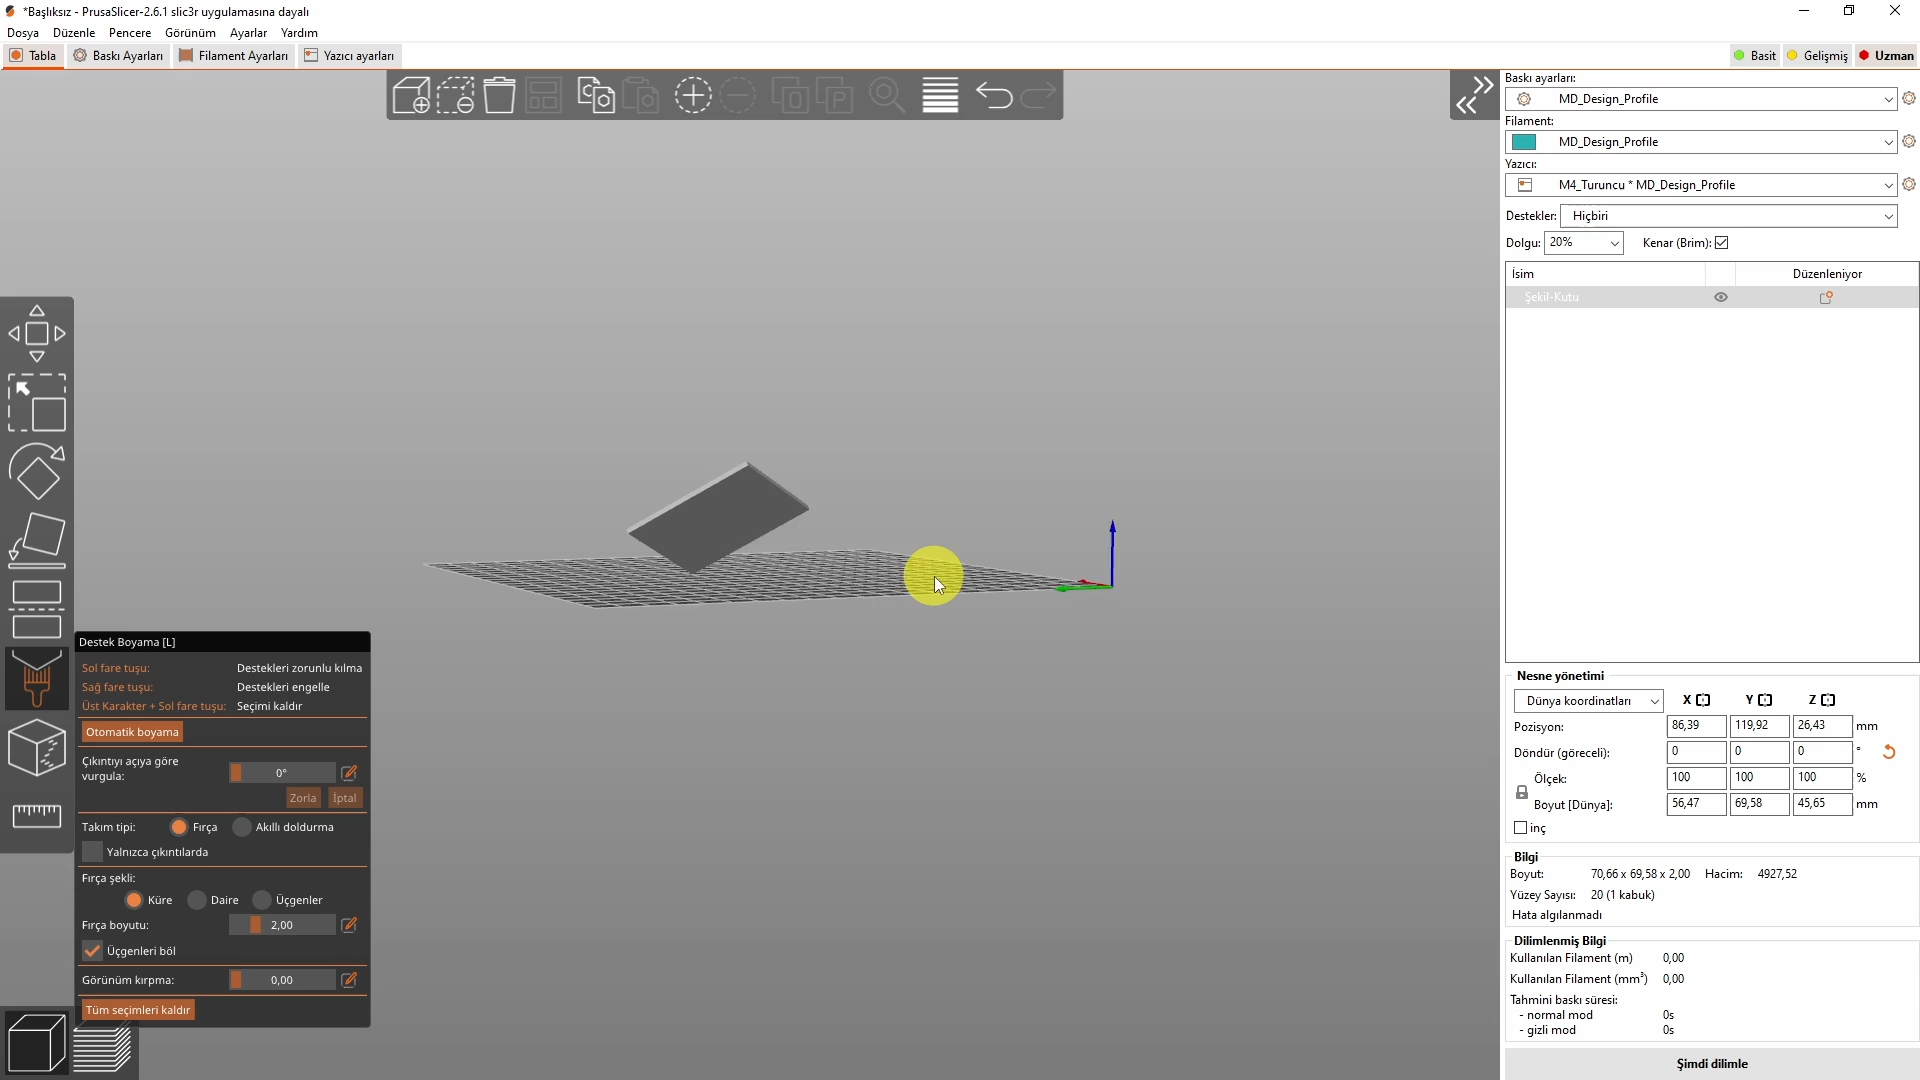 *Başlıksız - PrusaSlicer-2.6.1 slic3r uygulamasına dayalı
Dosya Düzenle Pencere Görünüm Ayarlar Yardım
Tabla Baskı Ayarları Filament Ayarları Yazıcı ayarları
Basit Gelişmiş Uzman
Baskı ayarları:
MD_Design_Profile
Filament:
MD_Design_Profile
Yazıcı:
M4_Turuncu * MD_Design_Profile
Destekler: Hiçbiri
Dolgu: 20% Kenar (Brim):
İsim Düzenleniyor
Şekil-Kutu
Destek Boyama [L]
Sol fare tuşu: Destekleri zorunlu kılma
Sağ fare tuşu: Destekleri engelle
Üst Karakter + Sol fare tuşu: Seçimi kaldır
Otomatik boyama
Çıkıntıyı açıya göre
vurgula: 0°
Zorla İptal
Takım tipi: Fırça Akıllı doldurma
Yalnızca çıkıntılarda
Fırça şekli:
Küre Daire Üçgenler
Fırça boyutu: 2,00
Üçgenleri böl
Görünüm kırpma: 0,00
Tüm seçimleri kaldır
Nesne yönetimi
Dünya koordinatları X Y Z
Pozisyon: 86,39 119,92 26,43 mm
Döndür (göreceli): 0 0 0 °
Ölçek: 100 100 100 %
Boyut [Dünya]: 56,47 69,58 45,65 mm
inç
Bilgi
Boyut: 70,66 x 69,58 x 2,00 Hacim: 4927,52
Yüzey Sayısı: 20 (1 kabuk)
Hata algılanmadı
Dilimlenmiş Bilgi
Kullanılan Filament (m) 0,00
Kullanılan Filament (mm³) 0,00
Tahmini baskı süresi:
- normal mod 0s
- gizli mod 0s
Şimdi dilimle